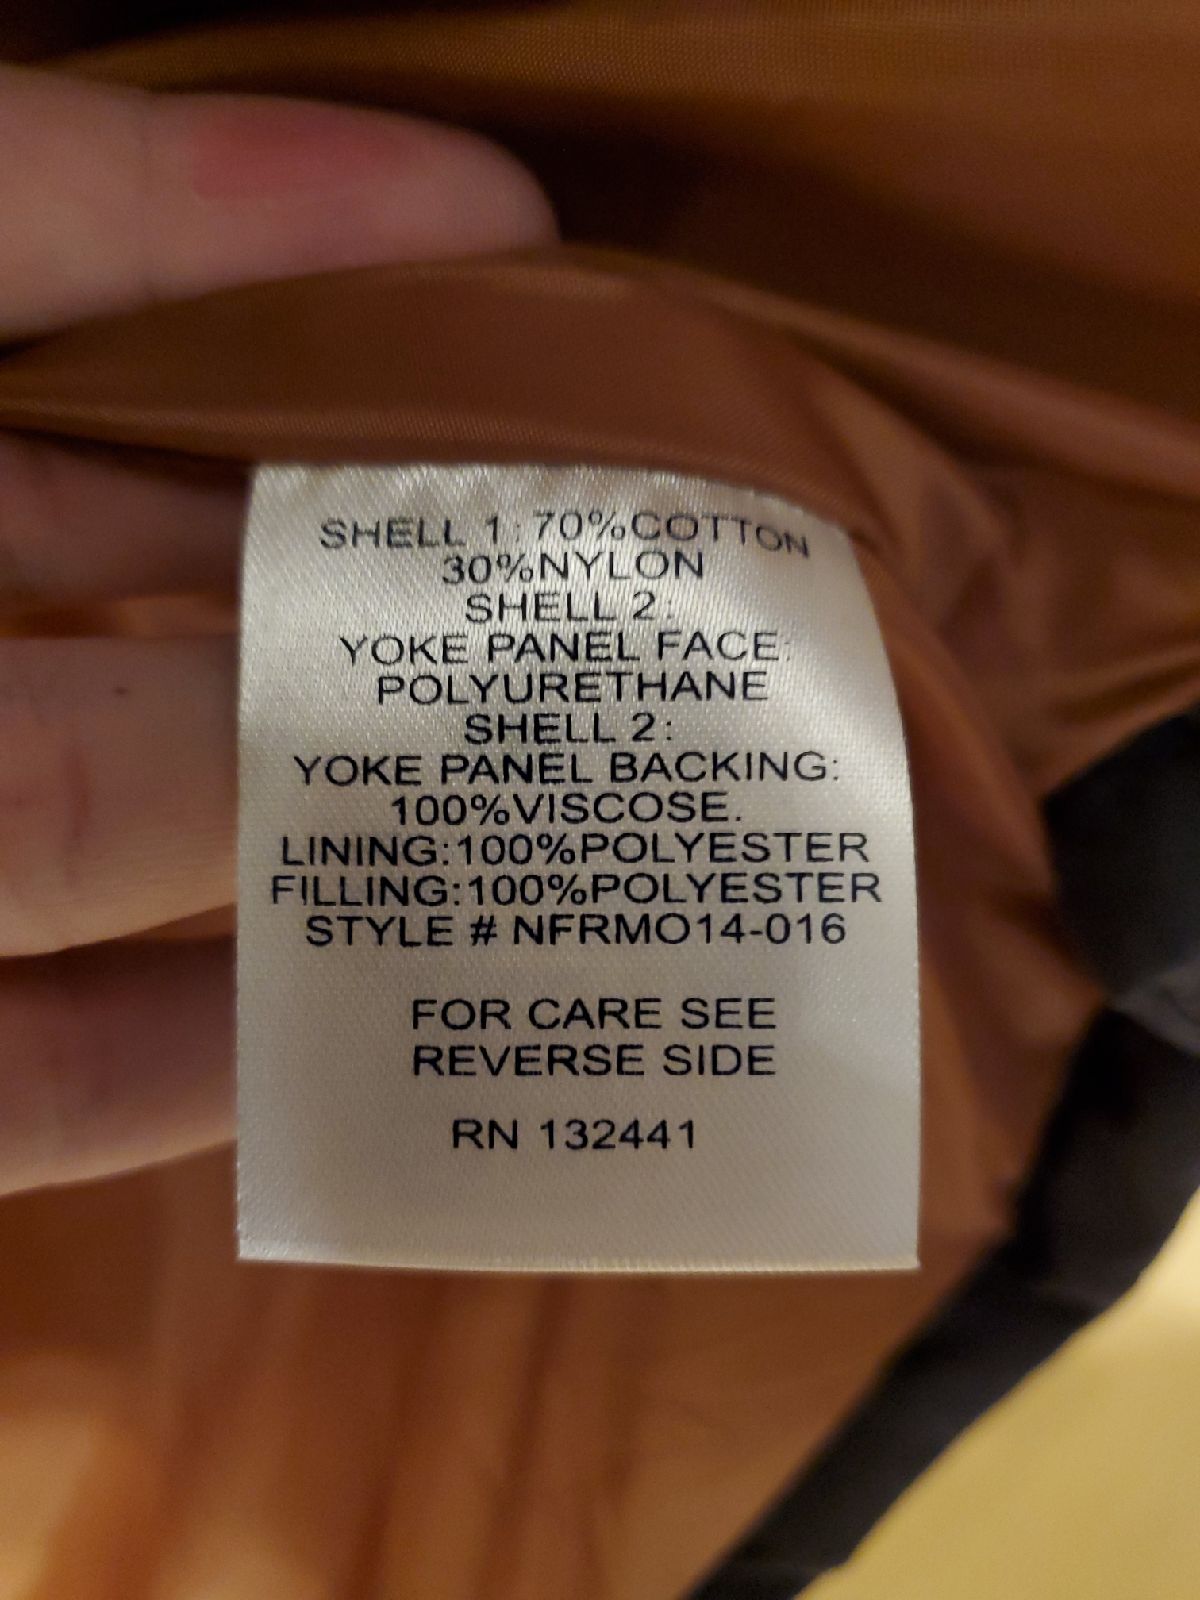 SHELL 1: 70%COTTON
30%NYLON
SHELL 2:
YOKE PANEL FACE:
POLYURETHANE
SHELL 2:
YOKE PANEL BACKING:
100%VISCOSE.
LINING:100%POLYESTER
FILLING:100%POLYESTER
STYLE # NFRMO14-016
FOR CARE SEE
REVERSE SIDE
RN 132441